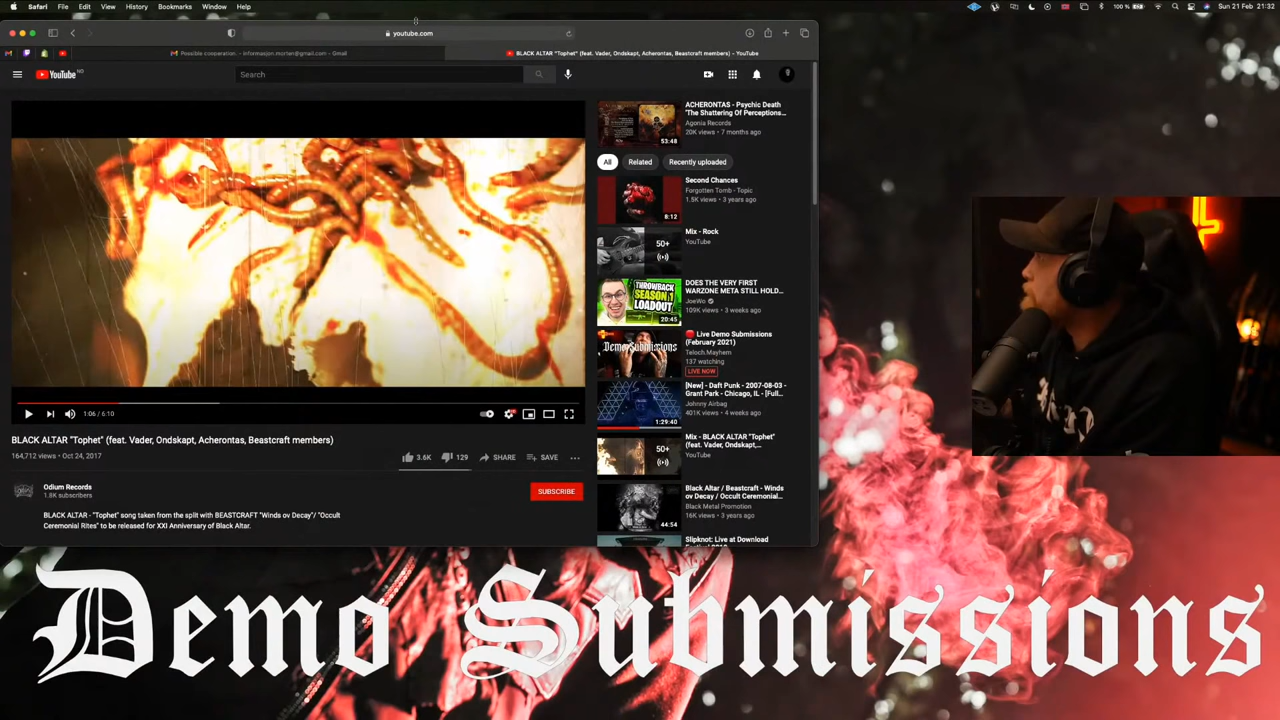 Safari File Edit View History Bookmarks Window Help
100 % Sun 21 Feb 21:32
youtube.com
Possible cooparation. - informasjon.morten@gmail.com - Gmail
BLACK ALTAR "Tophet" (feat. Vader, Ondskapt, Acherontas, Beastcraft members) - YouTube
YouTube NO
Search
ACHERONTAS - Psychic Death
'The Shattering Of Perceptions...
Agonia Records
20K views • 7 months ago
53:48
All Related Recently uploaded
Second Chances
Forgotten Tomb - Topic
1.5K views • 3 years ago
8:12
Mix - Rock
YouTube
50+
DOES THE VERY FIRST
WARZONE META STILL HOLD...
JoeWo
109K views • 3 weeks ago
THROWBACK
SEASON 1
LOADOUT
20:45
Live Demo Submissions
(February 2021)
Teloch Mayhem
137 watching
LIVE NOW
Demo Submissions
[New] - Daft Punk - 2007-08-03 -
Grant Park - Chicago, IL - [Full...
Johnny Airbag
401K views • 4 weeks ago
1:29:40
Mix - BLACK ALTAR "Tophet"
(feat. Vader, Ondskapt,...
YouTube
50+
Black Altar / Beastcraft - Winds
ov Decay / Occult Ceremonial...
Black Metal Promotion
16K views • 3 years ago
44:54
Slipknot: Live at Download
1:06 / 6:10
BLACK ALTAR "Tophet" (feat. Vader, Ondskapt, Acherontas, Beastcraft members)
164,712 views • Oct 24, 2017
3.6K 129 SHARE SAVE
Odium Records
1.8K subscribers
SUBSCRIBE
BLACK ALTAR - "Tophet" song taken from the split with BEASTCRAFT "Winds ov Decay"/ "Occult
Ceremonial Rites" to be released for XXI Anniversary of Black Altar.
Demo Submissions